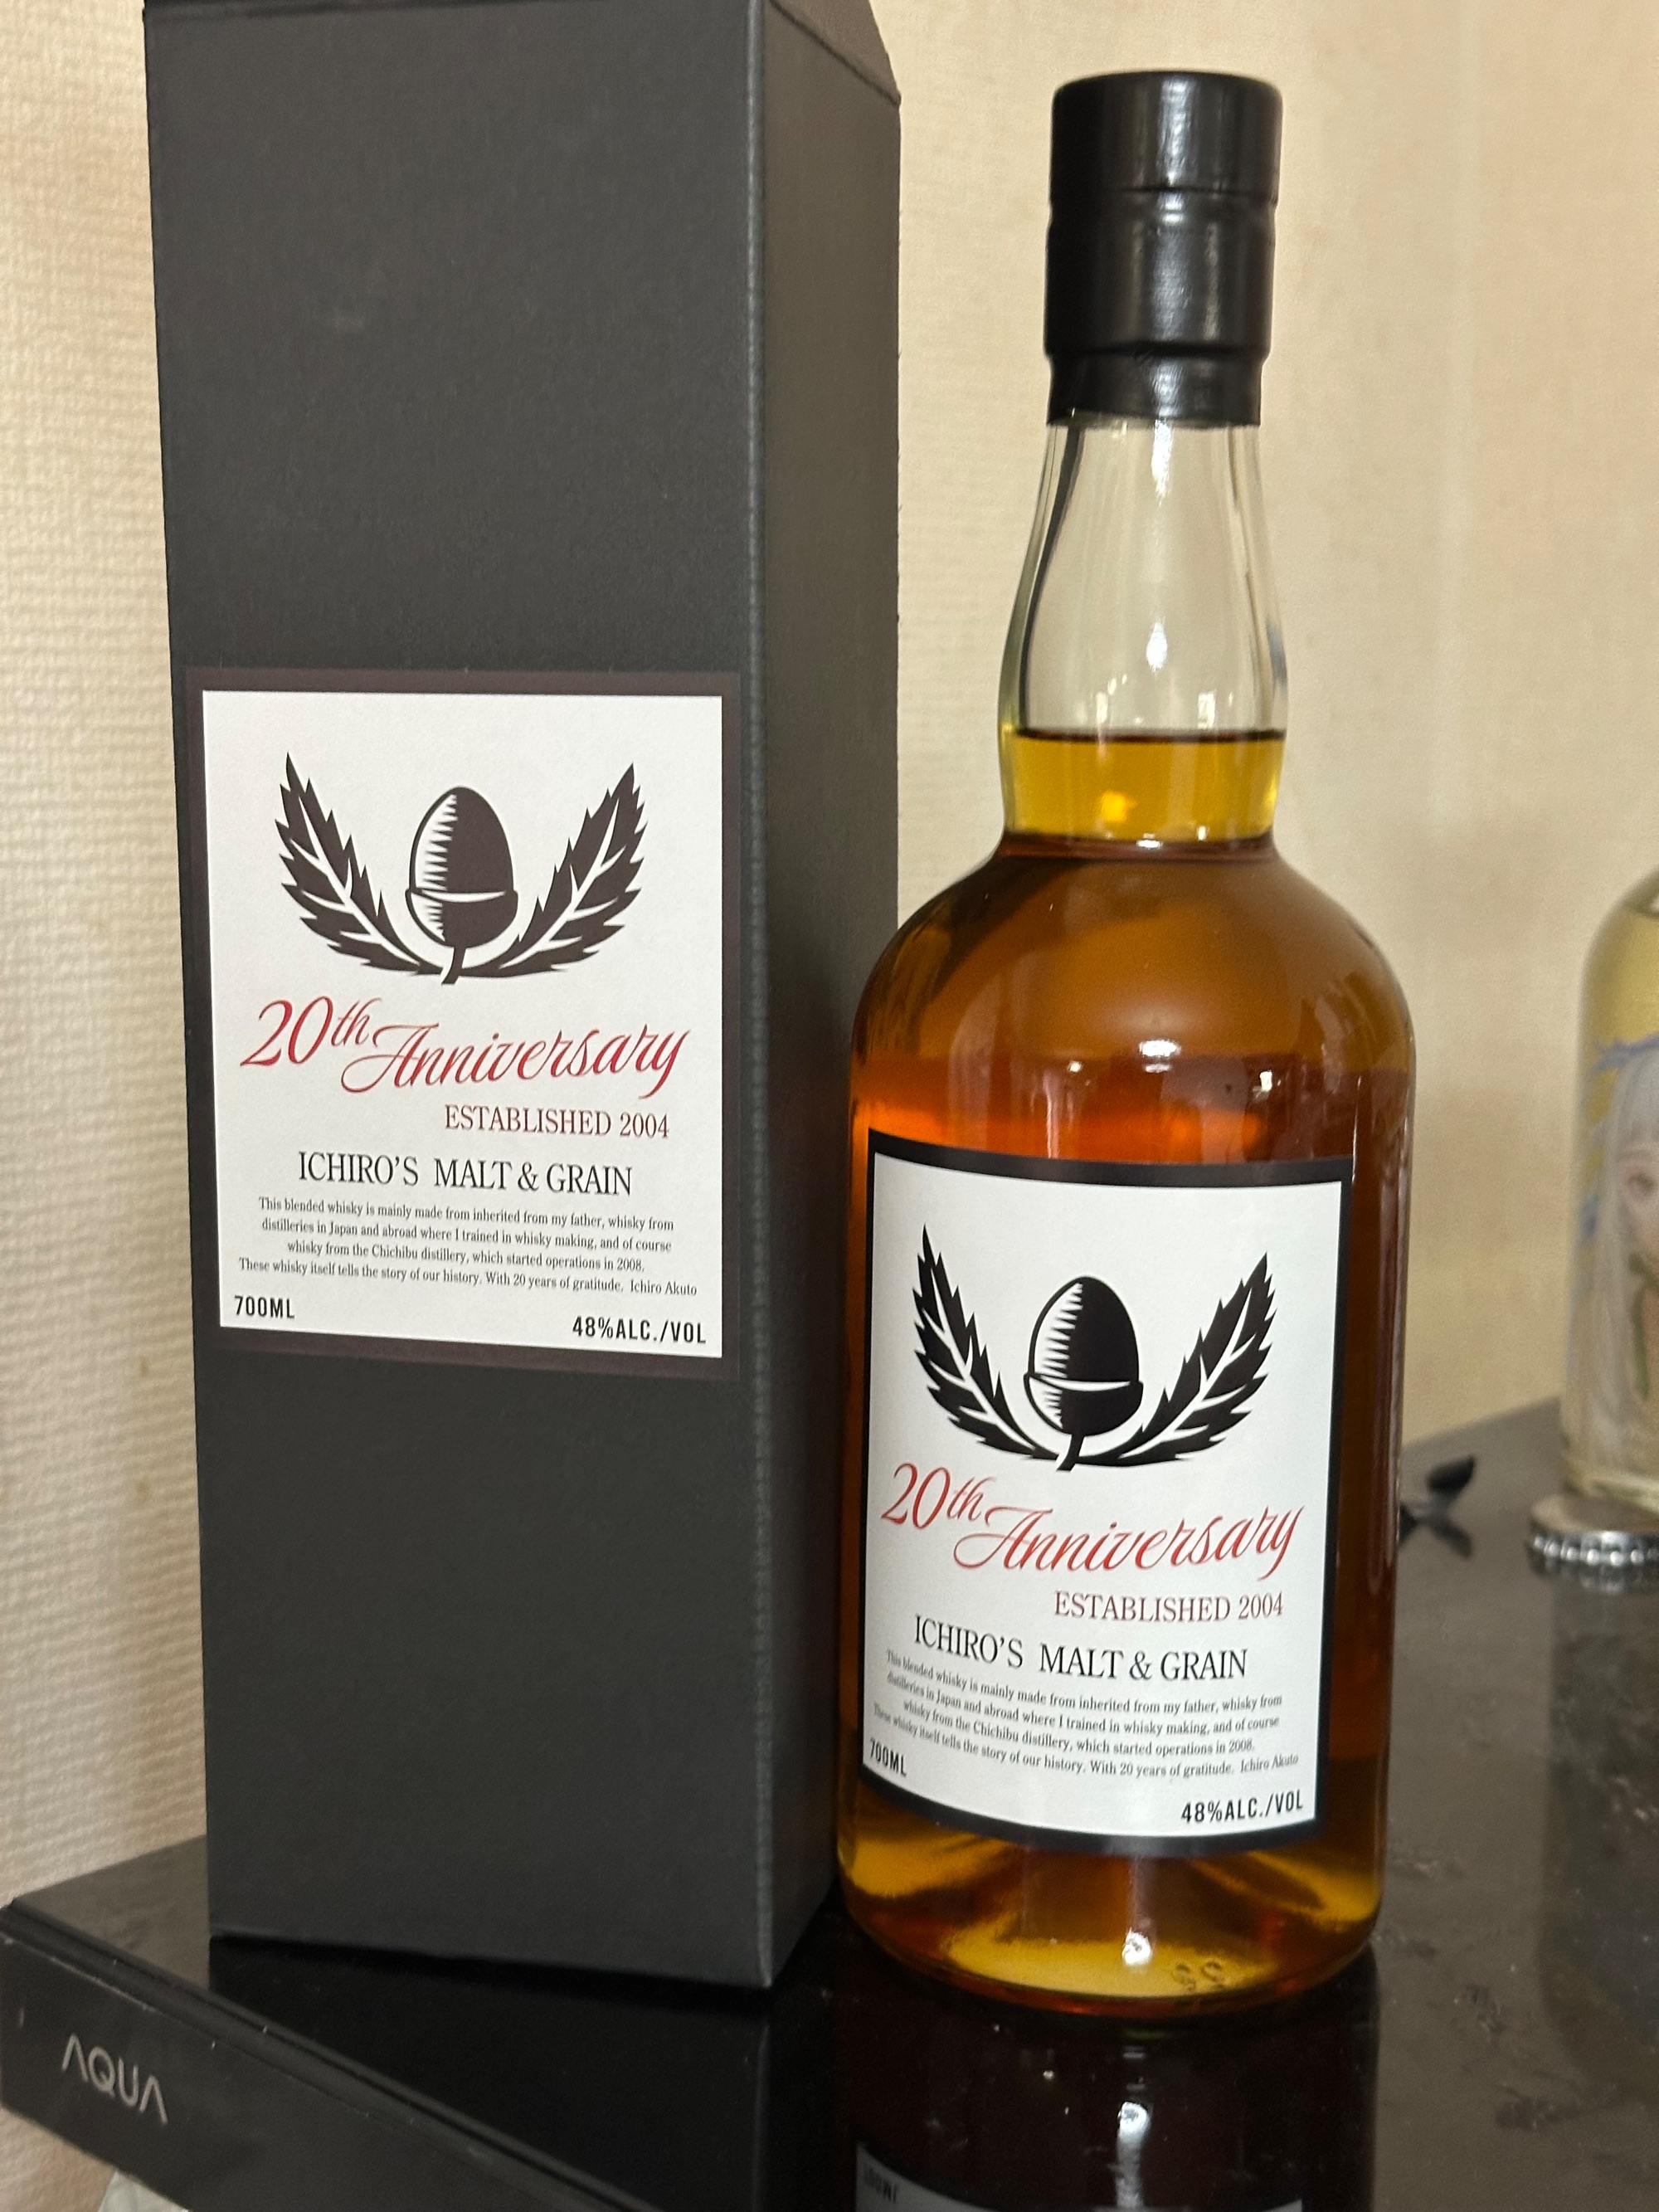 20th Anniversary
ESTABLISHED 2004
ICHIRO'S MALT & GRAIN
This blended whisky is mainly made from inherited from my father, whisky from
distilleries in Japan and abroad where I trained in whisky making, and of course
whisky from the Chichibu distillery, which started operations in 2008.
These whisky itself tells the story of our history. With 20 years of gratitude. Ichiro Akuto
700ML
48%ALC./VOL
20th Anniversary
ESTABLISHED 2004
ICHIRO'S MALT & GRAIN
This blended whisky is mainly made from inherited from my father, whisky from
distilleries in Japan and abroad where I trained in whisky making, and of course
whisky from the Chichibu distillery, which started operations in 2008.
These whisky itself tells the story of our history. With 20 years of gratitude. Ichiro Akuto
700ML
48%ALC./VOL
AQUA